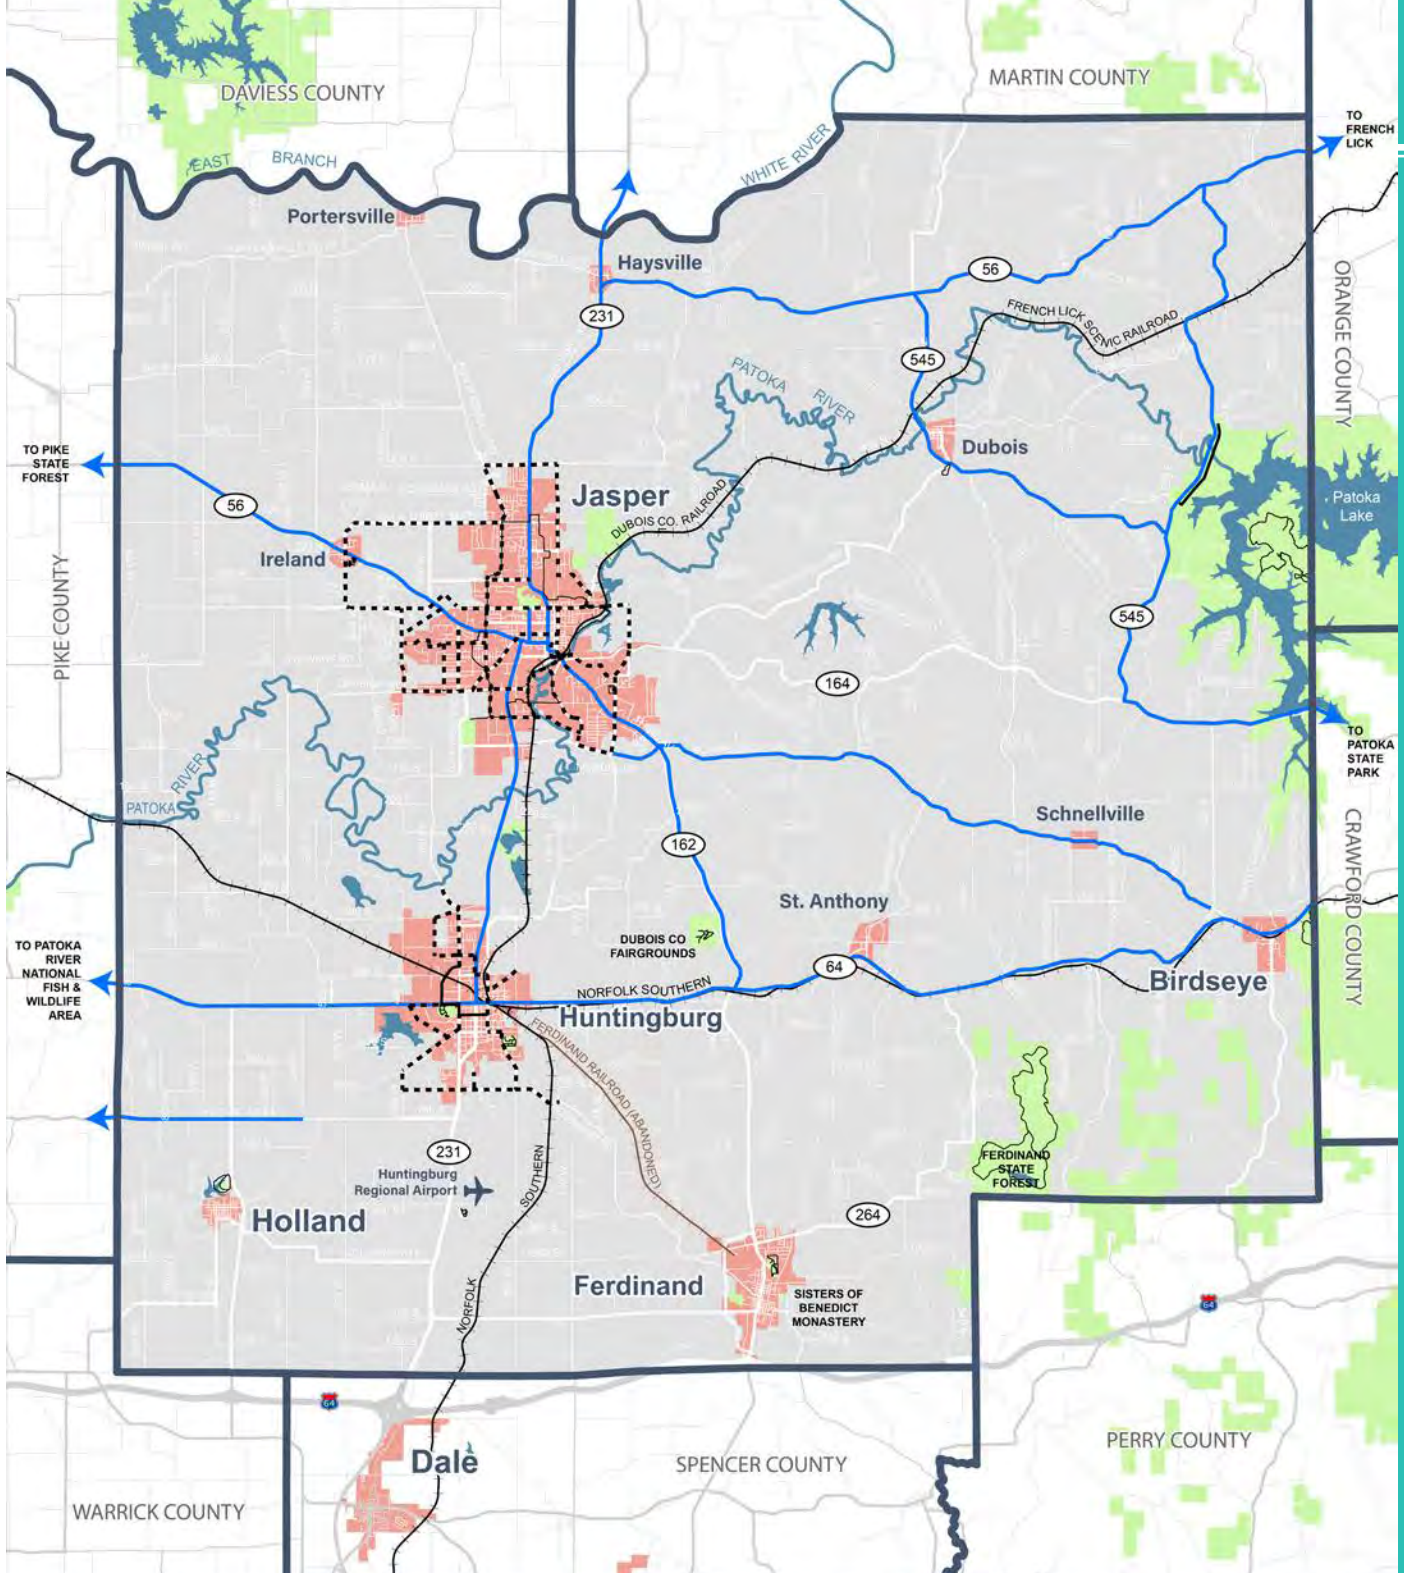 DAVIESS COUNTY
MARTIN COUNTY
TO
FRENCH
LICK
EAST BRANCH
WHITE RIVER
Portersville
Haysville
56
231
ORANGE COUNTY
FRENCH LICK SCENIC RAILROAD
545
PATOKA RIVER
Dubois
TO PIKE
STATE
FOREST
56
Jasper
DUBOIS CO. RAILROAD
Patoka
Lake
Ireland
PIKE COUNTY
545
164
TO
PATOKA
STATE
PARK
PATOKA RIVER
Schnellville
162
CRAWFORD COUNTY
St. Anthony
DUBOIS CO
FAIRGROUNDS
TO PATOKA
RIVER
NATIONAL
FISH &
WILDLIFE
AREA
64
Birdseye
NORFOLK SOUTHERN
Huntingburg
FERDINAND RAILROAD (ABANDONED)
231
Huntingburg
Regional Airport
NORFOLK SOUTHERN
FERDINAND
STATE
FOREST
Holland
264
Ferdinand
SISTERS OF
BENEDICT
MONASTERY
64
64
Dale
SPENCER COUNTY
PERRY COUNTY
WARRICK COUNTY